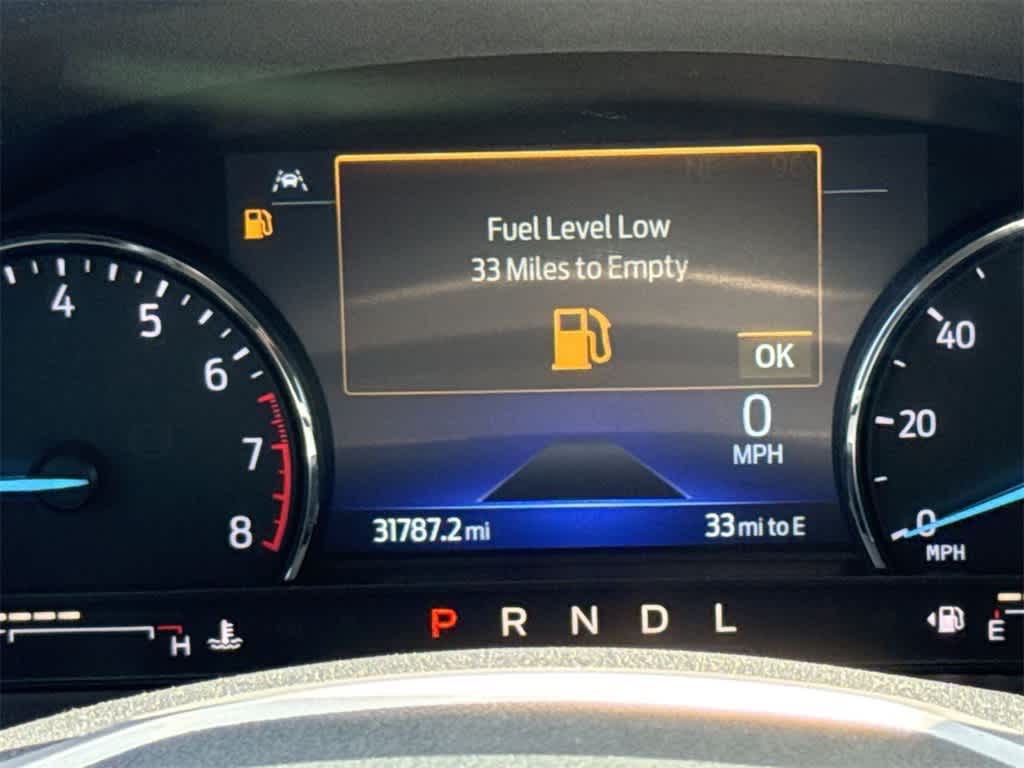 Fuel Level Low
33 Miles to Empty
OK
4
5
6
7
8
0
MPH
40
20
0
MPH
31787.2 mi
33 mi to E
H
P R N D L
E